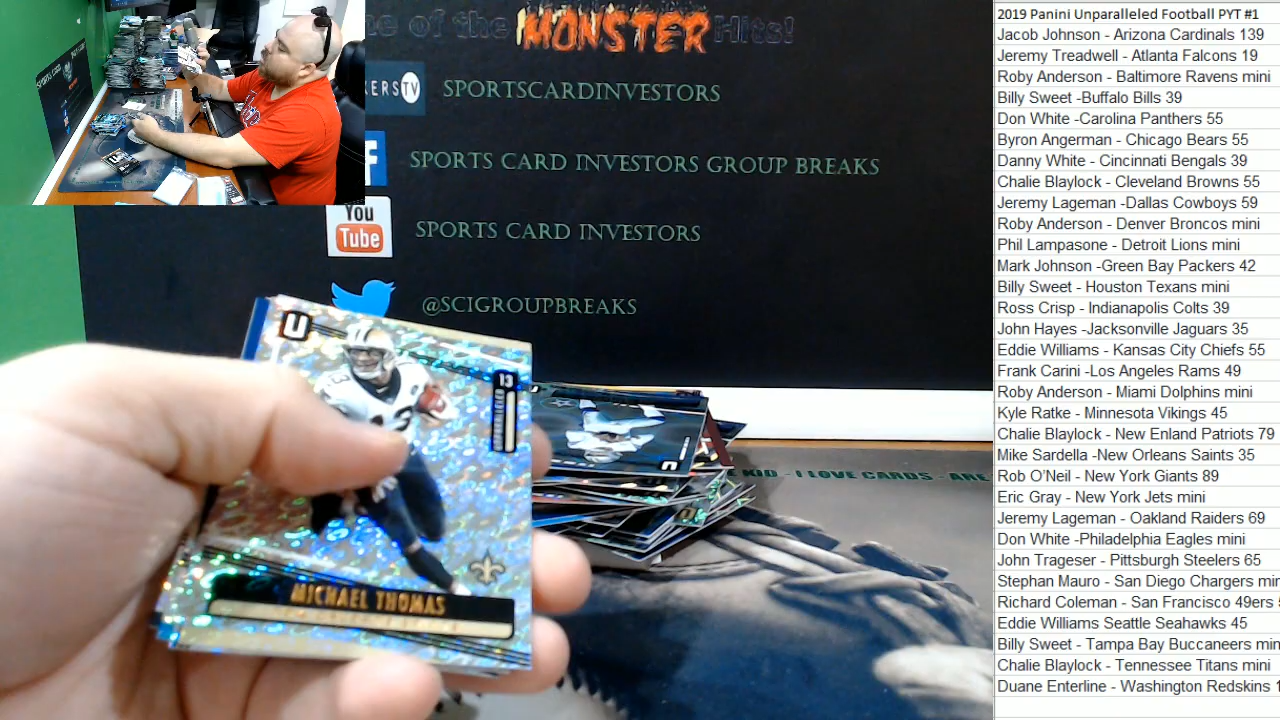 e of the MONSTER Hits!
KERSTV SPORTSCARDINVESTORS
f SPORTS CARD INVESTORS GROUP BREAKS
You Tube SPORTS CARD INVESTORS
@SCIGROUPBREAKS
U
13
MICHAEL THOMAS
KID - I LOVE CARDS - ARE
2019 Panini Unparalleled Football PYT #1
Jacob Johnson - Arizona Cardinals 139
Jeremy Treadwell - Atlanta Falcons 19
Roby Anderson - Baltimore Ravens mini
Billy Sweet -Buffalo Bills 39
Don White -Carolina Panthers 55
Byron Angerman - Chicago Bears 55
Danny White - Cincinnati Bengals 39
Chalie Blaylock - Cleveland Browns 55
Jeremy Lageman -Dallas Cowboys 59
Roby Anderson - Denver Broncos mini
Phil Lampasone - Detroit Lions mini
Mark Johnson -Green Bay Packers 42
Billy Sweet - Houston Texans mini
Ross Crisp - Indianapolis Colts 39
John Hayes -Jacksonville Jaguars 35
Eddie Williams - Kansas City Chiefs 55
Frank Carini -Los Angeles Rams 49
Roby Anderson - Miami Dolphins mini
Kyle Ratke - Minnesota Vikings 45
Chalie Blaylock - New Enland Patriots 79
Mike Sardella -New Orleans Saints 35
Rob O'Neil - New York Giants 89
Eric Gray - New York Jets mini
Jeremy Lageman - Oakland Raiders 69
Don White -Philadelphia Eagles mini
John Trageser - Pittsburgh Steelers 65
Stephan Mauro - San Diego Chargers min
Richard Coleman - San Francisco 49ers
Eddie Williams Seattle Seahawks 45
Billy Sweet - Tampa Bay Buccaneers min
Chalie Blaylock - Tennessee Titans mini
Duane Enterline - Washington Redskins 1